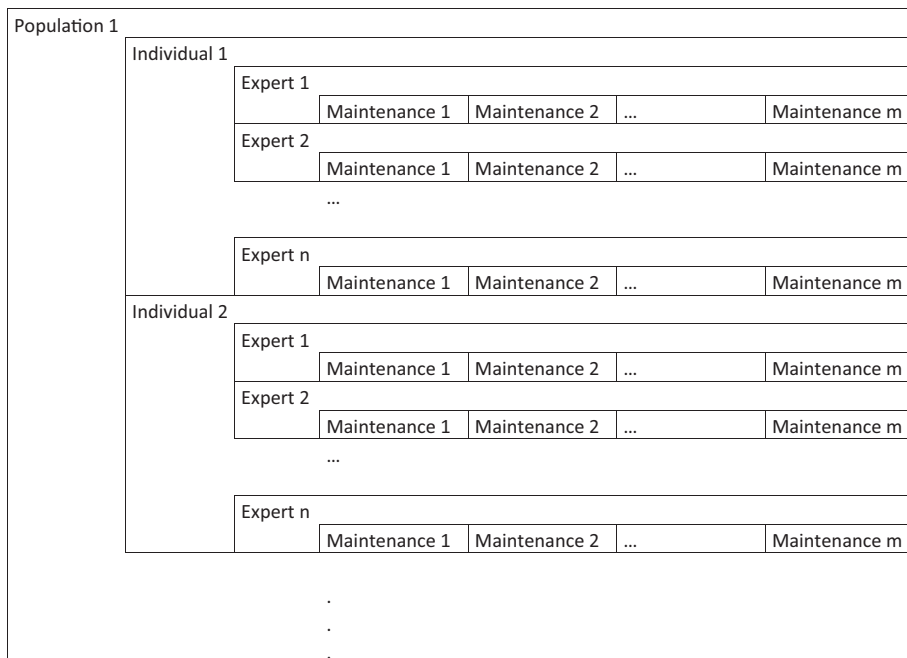 Population 1
Individual 1
Expert 1
Maintenance 1 Maintenance 2 ... Maintenance m
Expert 2
Maintenance 1 Maintenance 2 ... Maintenance m
...
Expert n
Maintenance 1 Maintenance 2 ... Maintenance m
Individual 2
Expert 1
Maintenance 1 Maintenance 2 ... Maintenance m
Expert 2
Maintenance 1 Maintenance 2 ... Maintenance m
...
Expert n
Maintenance 1 Maintenance 2 ... Maintenance m
.
.
.